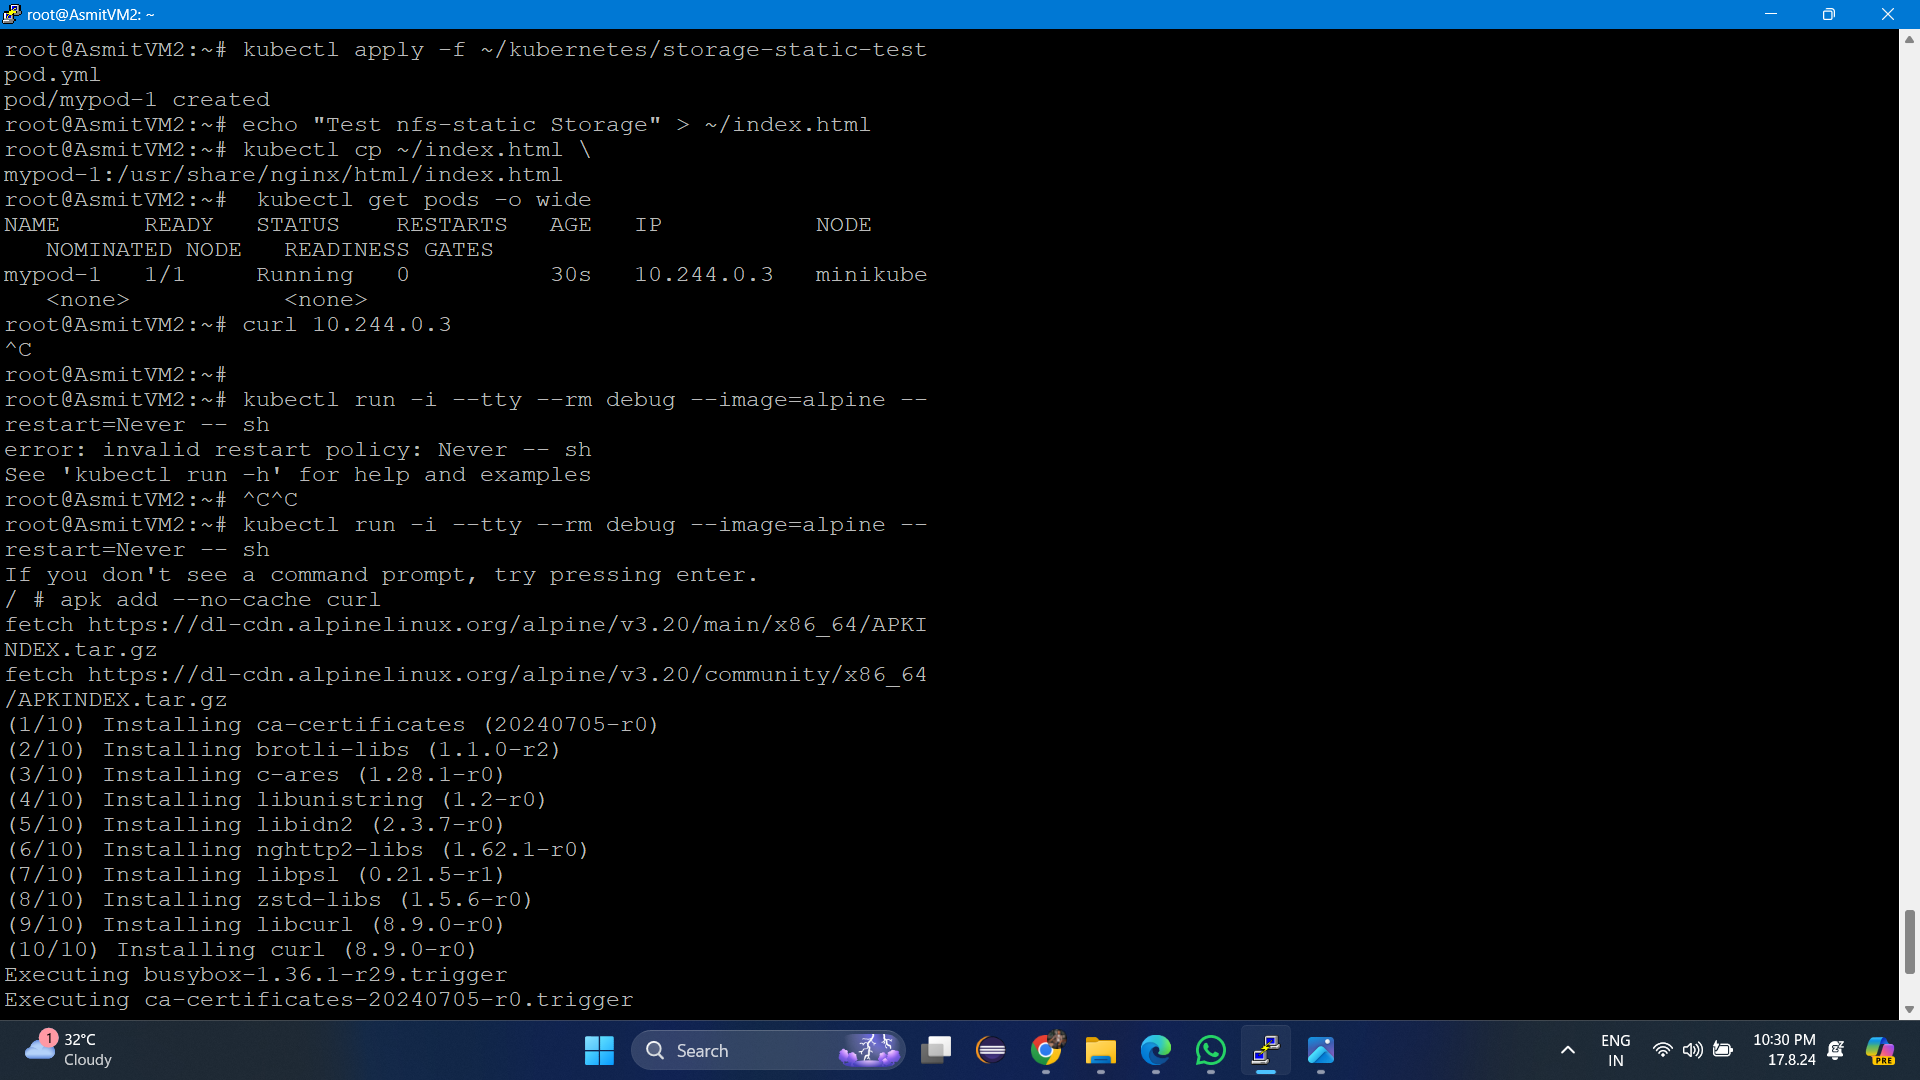 root@AsmitVM2: ~
root@AsmitVM2:~# kubectl apply -f ~/kubernetes/storage-static-test
pod.yml
pod/mypod-1 created
root@AsmitVM2:~# echo "Test nfs-static Storage" > ~/index.html
root@AsmitVM2:~# kubectl cp ~/index.html \
mypod-1:/usr/share/nginx/html/index.html
root@AsmitVM2:~#  kubectl get pods -o wide
NAME      READY   STATUS    RESTARTS   AGE   IP           NODE
   NOMINATED NODE   READINESS GATES
mypod-1   1/1     Running   0          30s   10.244.0.3   minikube
   <none>           <none>
root@AsmitVM2:~# curl 10.244.0.3
^C
root@AsmitVM2:~#
root@AsmitVM2:~# kubectl run -i --tty --rm debug --image=alpine --
restart=Never -- sh
error: invalid restart policy: Never -- sh
See 'kubectl run -h' for help and examples
root@AsmitVM2:~# ^C^C
root@AsmitVM2:~# kubectl run -i --tty --rm debug --image=alpine --
restart=Never -- sh
If you don't see a command prompt, try pressing enter.
/ # apk add --no-cache curl
fetch https://dl-cdn.alpinelinux.org/alpine/v3.20/main/x86_64/APKI
NDEX.tar.gz
fetch https://dl-cdn.alpinelinux.org/alpine/v3.20/community/x86_64
/APKINDEX.tar.gz
(1/10) Installing ca-certificates (20240705-r0)
(2/10) Installing brotli-libs (1.1.0-r2)
(3/10) Installing c-ares (1.28.1-r0)
(4/10) Installing libunistring (1.2-r0)
(5/10) Installing libidn2 (2.3.7-r0)
(6/10) Installing nghttp2-libs (1.62.1-r0)
(7/10) Installing libpsl (0.21.5-r1)
(8/10) Installing zstd-libs (1.5.6-r0)
(9/10) Installing libcurl (8.9.0-r0)
(10/10) Installing curl (8.9.0-r0)
Executing busybox-1.36.1-r29.trigger
Executing ca-certificates-20240705-r0.trigger
1
32°C
Cloudy
Search
ENG
IN
10:30 PM
17.8.24
PRE